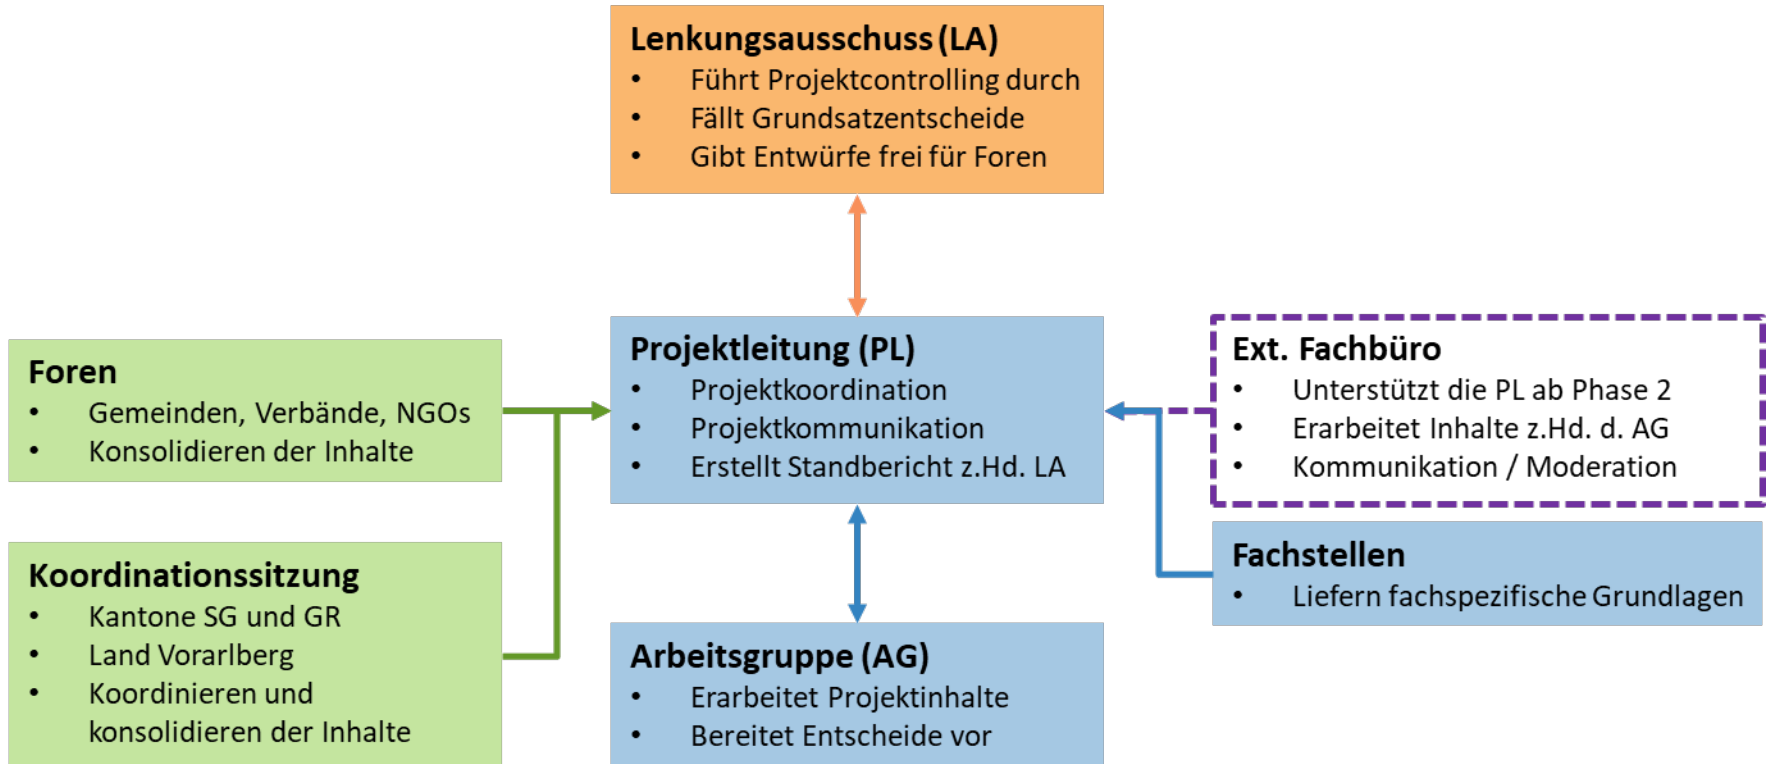 Lenkungsausschuss (LA)
• Führt Projektcontrolling durch
• Fällt Grundsatzentscheide
• Gibt Entwürfe frei für Foren
Foren
• Gemeinden, Verbände, NGOs
• Konsolidieren der Inhalte
Projektleitung (PL)
• Projektkoordination
• Projektkommunikation
• Erstellt Standbericht z.Hd. LA
Ext. Fachbüro
• Unterstützt die PL ab Phase 2
• Erarbeitet Inhalte z.Hd. d. AG
• Kommunikation / Moderation
Koordinationssitzung
• Kantone SG und GR
• Land Vorarlberg
• Koordinieren und
konsolidieren der Inhalte
Arbeitsgruppe (AG)
• Erarbeitet Projektinhalte
• Bereitet Entscheide vor
Fachstellen
• Liefern fachspezifische Grundlagen